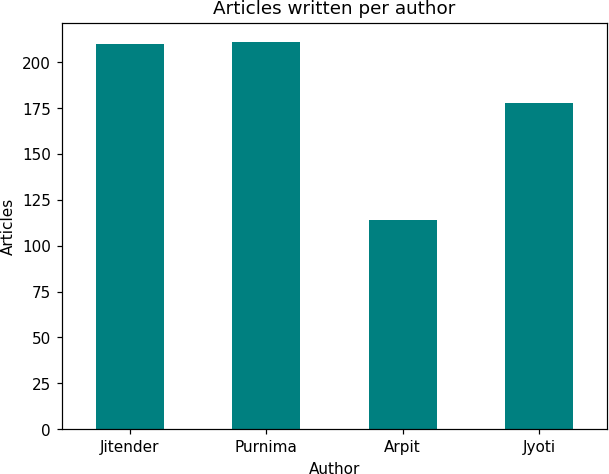 Articles written per author
200
175
150
125
100
75
50
25
0
Articles
Jitender Purnima Arpit Jyoti
Author